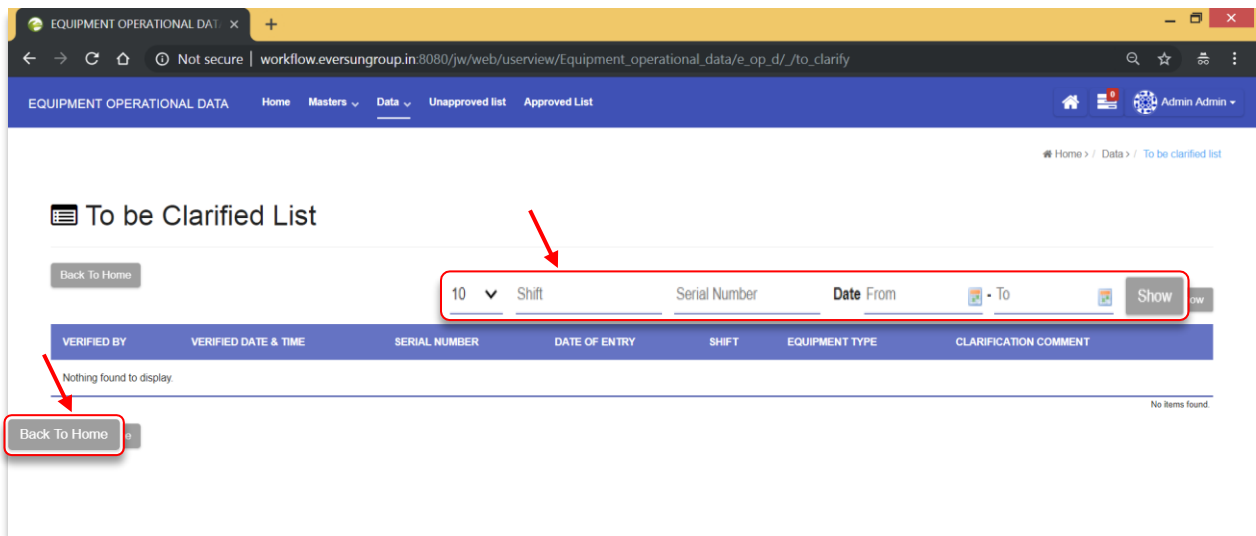 EQUIPMENT OPERATIONAL DAT
Not secure | workflow.eversungroup.in:8080/jw/web/userview/Equipment_operational_data/e_op_d/_/to_clarify
EQUIPMENT OPERATIONAL DATA Home Masters Data Unapproved list Approved List 0 Admin Admin
Home > / Data > / To be clarified list
To be Clarified List
Back To Home
10 Shift Serial Number Date From - To Show ow
VERIFIED BY VERIFIED DATE & TIME SERIAL NUMBER DATE OF ENTRY SHIFT EQUIPMENT TYPE CLARIFICATION COMMENT
Nothing found to display.
No items found.
Back To Home e